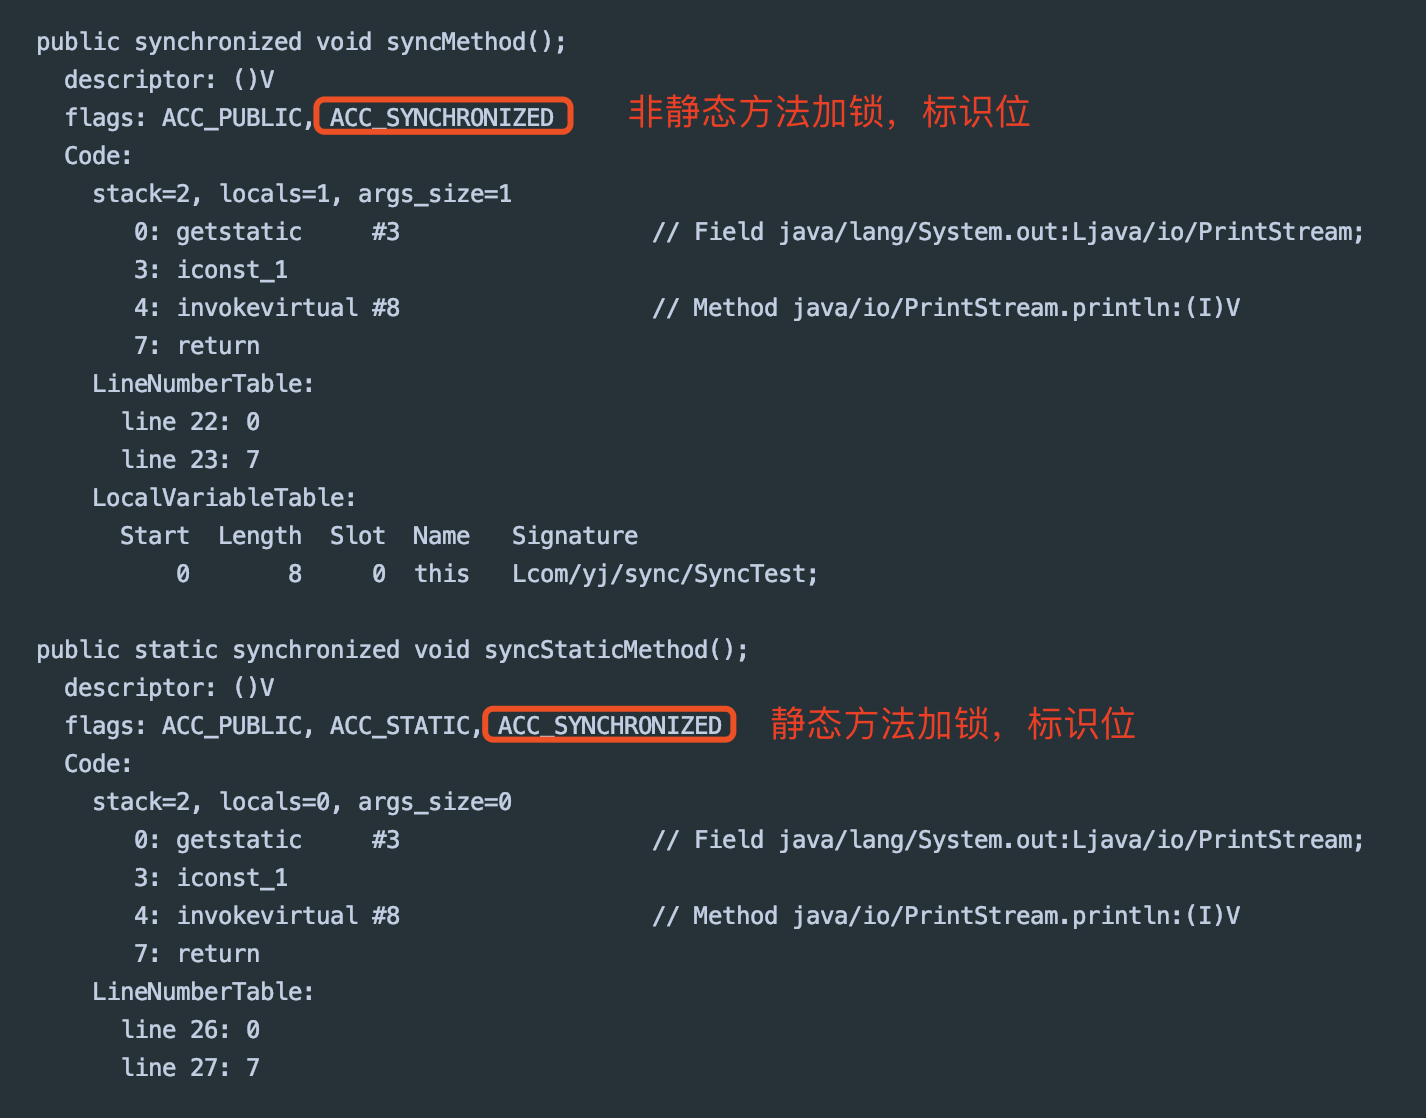 public synchronized void syncMethod();
descriptor: ()V
flags: ACC_PUBLIC, ACC_SYNCHRONIZED 非静态方法加锁，标识位
Code:
stack=2, locals=1, args_size=1
0: getstatic #3 // Field java/lang/System.out:Ljava/io/PrintStream;
3: iconst_1
4: invokevirtual #8 // Method java/io/PrintStream.println:(I)V
7: return
LineNumberTable:
line 22: 0
line 23: 7
LocalVariableTable:
Start Length Slot Name Signature
0 8 0 this Lcom/yj/sync/SyncTest;
public static synchronized void syncStaticMethod();
descriptor: ()V
flags: ACC_PUBLIC, ACC_STATIC, ACC_SYNCHRONIZED 静态方法加锁，标识位
Code:
stack=2, locals=0, args_size=0
0: getstatic #3 // Field java/lang/System.out:Ljava/io/PrintStream;
3: iconst_1
4: invokevirtual #8 // Method java/io/PrintStream.println:(I)V
7: return
LineNumberTable:
line 26: 0
line 27: 7